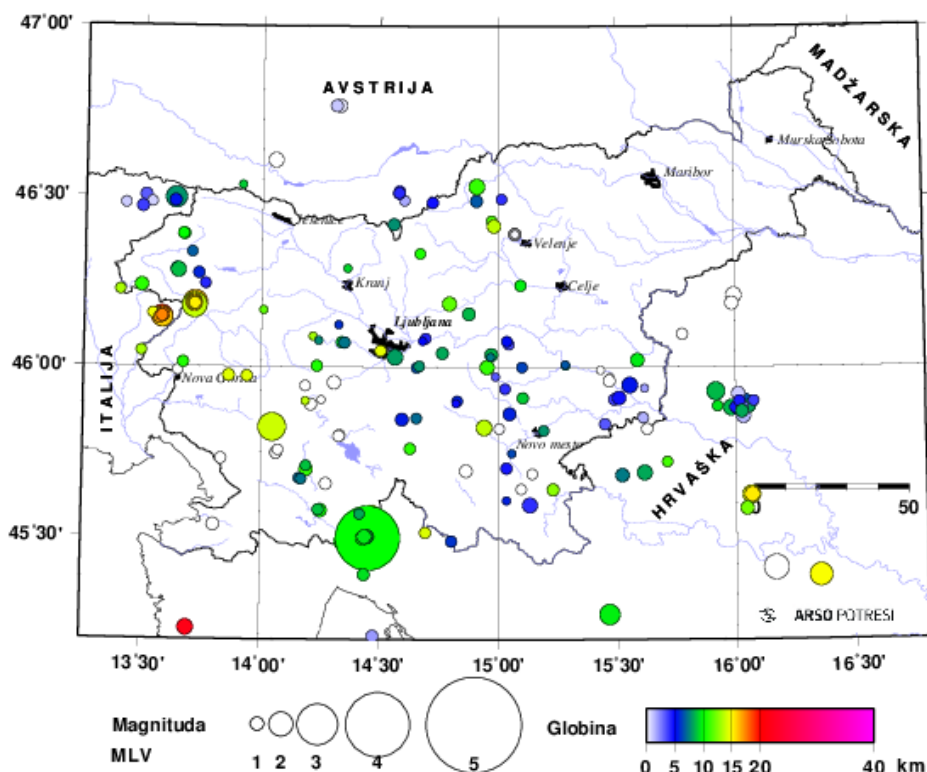 47°00'
46°30'
46°00'
45°30'
AVSTRIJA
MADŽARSKA
Murska Sobota
Maribor
Velenje
Celje
Kranj
Ljubljana
ITALIJA
Nova Gorica
Novo mesto
HRVAŠKA
0 50
ARSO POTRESI
13°30' 14°00' 14°30' 15°00' 15°30' 16°00' 16°30'
Magnituda
MLV
1 2 3 4 5
Globina
0 5 10 15 20 40 km